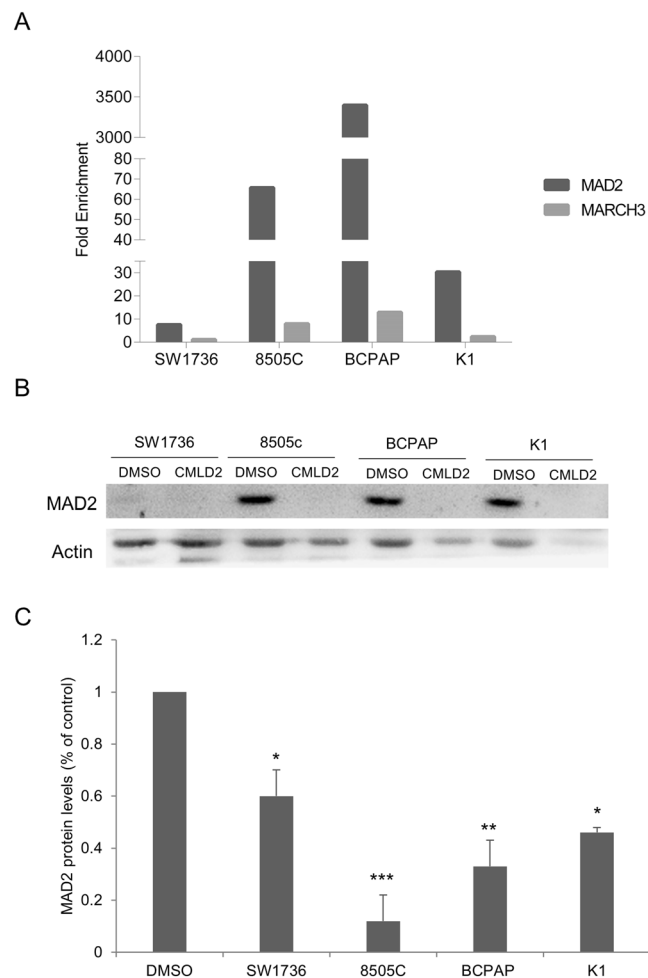 A
4000
3500
3000
80
70
60
50
40
30
20
10
0
Fold Enrichment
MAD2
MARCH3
SW1736 8505C BCPAP K1
B
SW1736 8505c BCPAP K1
DMSO CMLD2 DMSO CMLD2 DMSO CMLD2 DMSO CMLD2
MAD2
Actin
C
1.2
1
0.8
0.6
0.4
0.2
0
MAD2 protein levels (% of control)
*
***
**
*
DMSO SW1736 8505C BCPAP K1